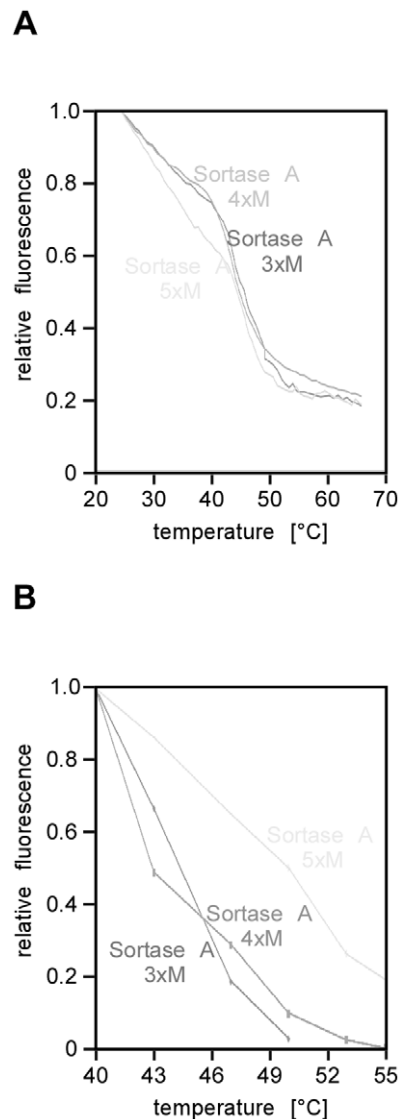 A
1.0
0.8
0.6
0.4
0.2
0
relative fluorescence
Sortase A
4xM
Sortase A
3xM
Sortase A
5xM
20 30 40 50 60 70
temperature [°C]
B
1.0
0.8
0.6
0.4
0.2
0
relative fluorescence
Sortase A
5xM
Sortase A
4xM
Sortase A
3xM
40 43 46 49 52 55
temperature [°C]